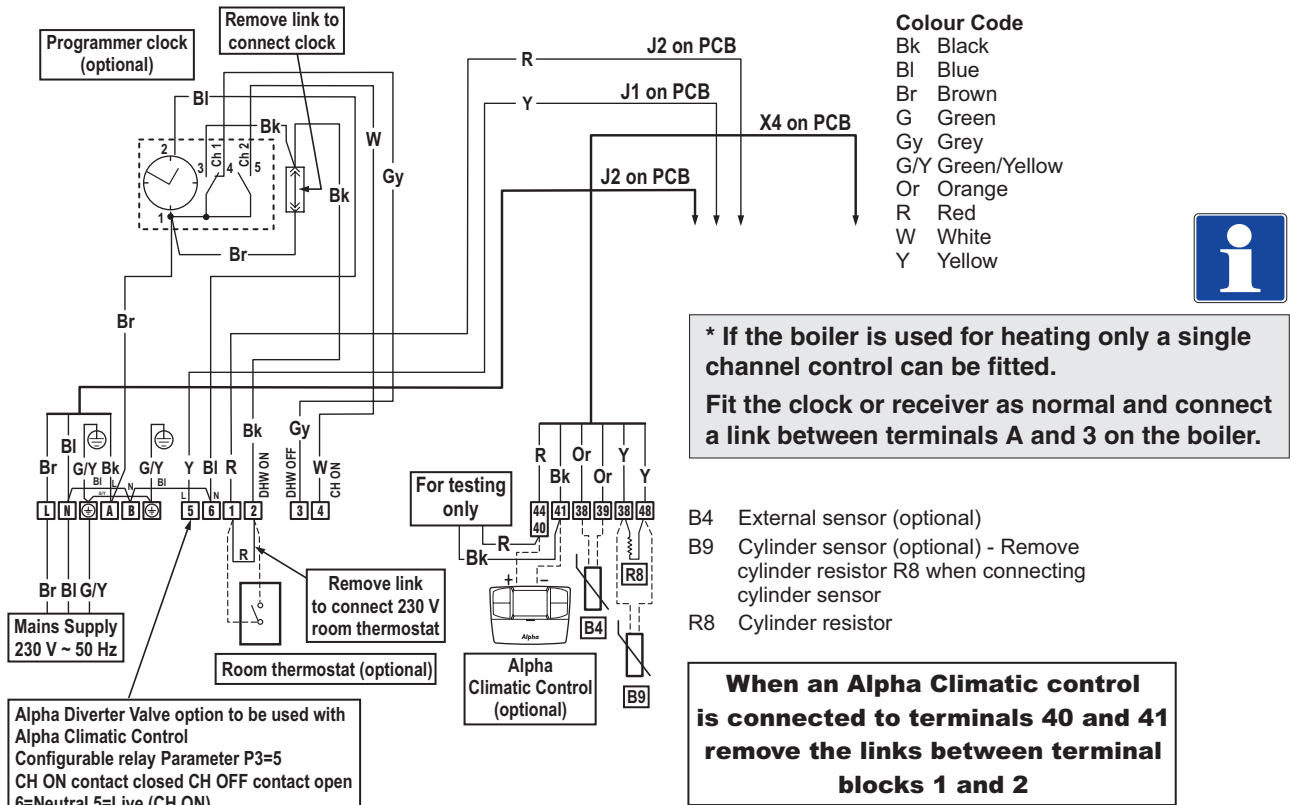 Programmer clock
(optional)
Remove link to
connect clock
R
J2 on PCB
Y
J1 on PCB
X4 on PCB
J2 on PCB
Bl
Bk
W
Gy
Bk
2
3
Ch 1
4
Ch 2
5
1
Br
Br
Colour Code
Bk Black
Bl Blue
Br Brown
G Green
Gy Grey
G/Y Green/Yellow
Or Orange
R Red
W White
Y Yellow
i
* If the boiler is used for heating only a single
channel control can be fitted.
Fit the clock or receiver as normal and connect
a link between terminals A and 3 on the boiler.
Br Bl G/Y Bk G/Y Y Bl R Bk DHW ON Gy DHW OFF W CH ON
Bl L N Bl L N
G/Y
L N A B 5 6 1 2 3 4
R
Br Bl G/Y
Mains Supply
230 V ~ 50 Hz
Remove link
to connect 230 V
room thermostat
Room thermostat (optional)
Alpha Diverter Valve option to be used with
Alpha Climatic Control
Configurable relay Parameter P3=5
CH ON contact closed CH OFF contact open
6=Neutral 5=Live (CH ON)
For testing
only
R Bk Or Or Y Y
44 41 38 39 38 48
40
R
Bk
+ –
R8
B4
B9
Alpha
Alpha
Climatic Control
(optional)
B4 External sensor (optional)
B9 Cylinder sensor (optional) - Remove
cylinder resistor R8 when connecting
cylinder sensor
R8 Cylinder resistor
When an Alpha Climatic control
is connected to terminals 40 and 41
remove the links between terminal
blocks 1 and 2